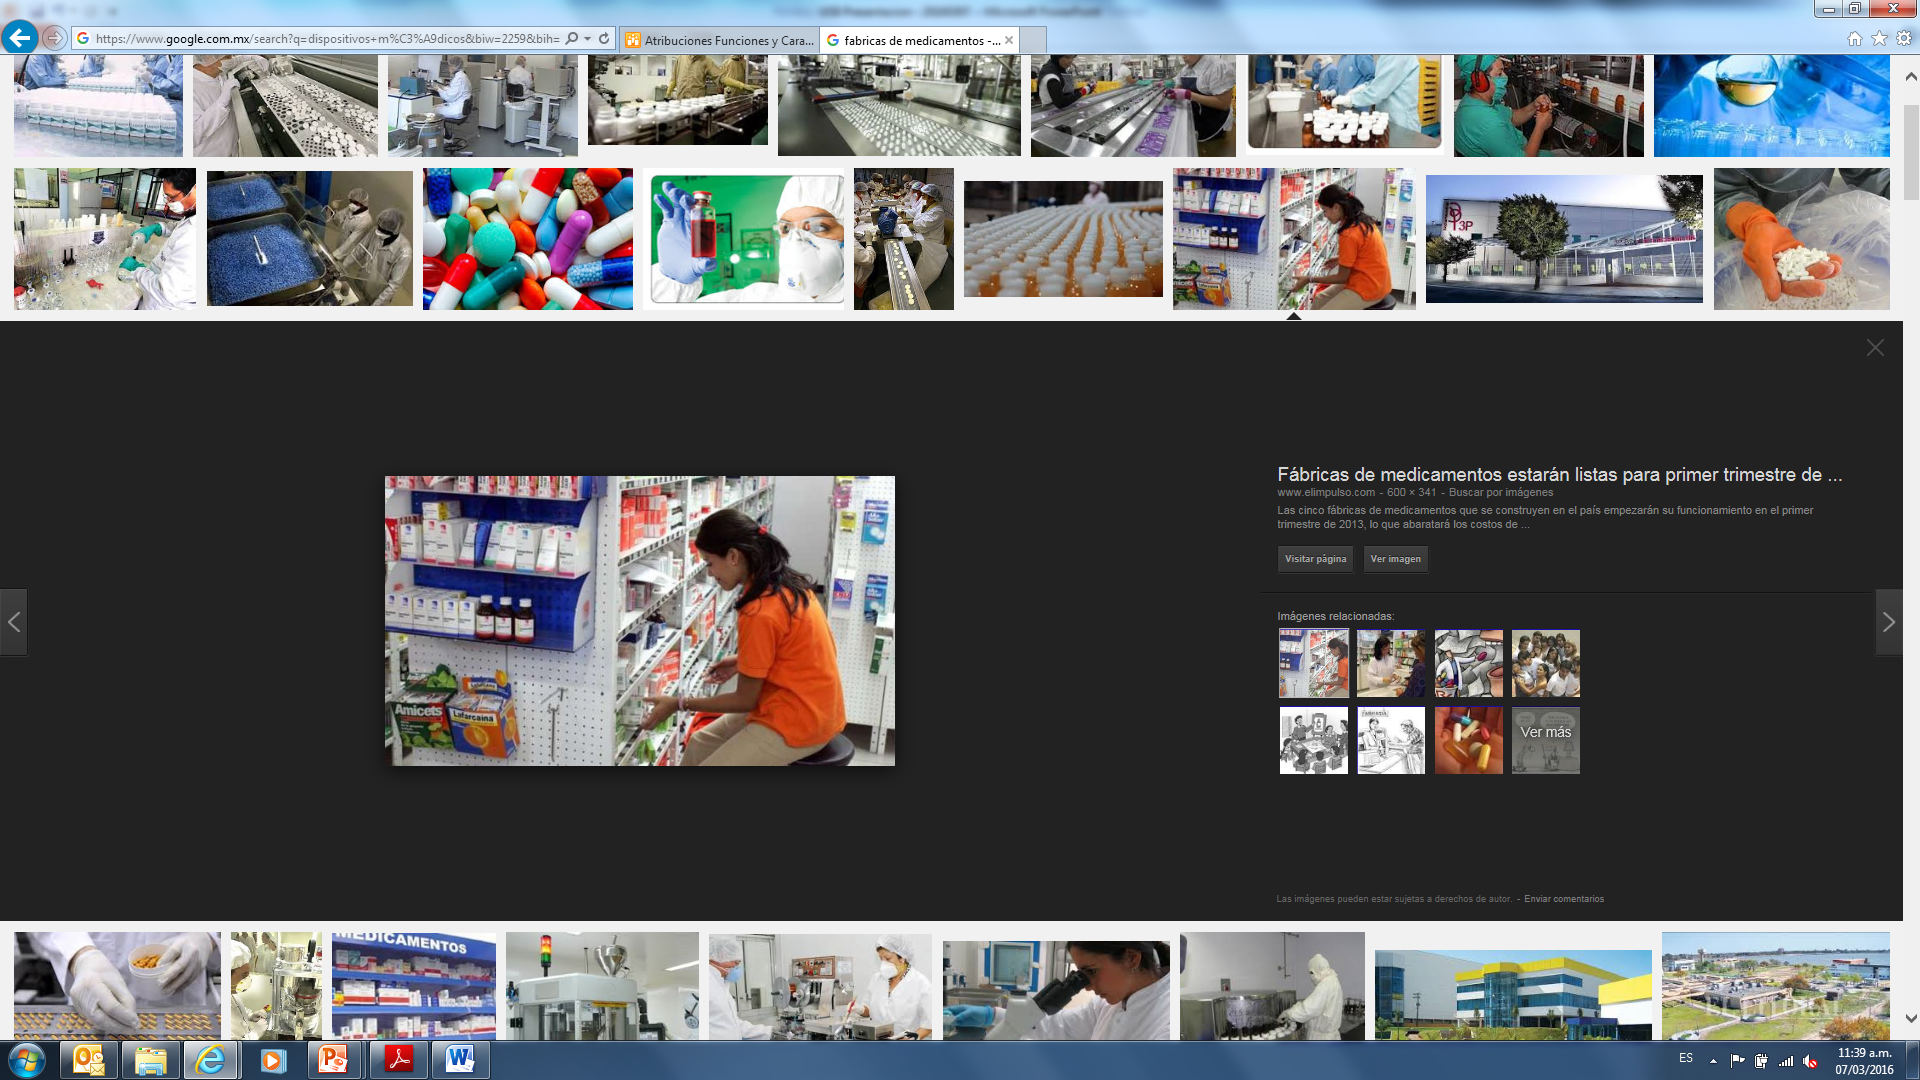 https://www.google.com.mx/search?q=dispositivos+m%C3%A9dicos&biw=2259&bih=
Atribuciones Funciones y Cara...
fabricas de medicamentos -...
P3P
Fábricas de medicamentos estarán listas para primer trimestre de ...
www.elimpulso.com - 600 × 341 - Buscar por imágenes
Las cinco fábricas de medicamentos que se construyen en el país empezarán su funcionamiento en el primer
trimestre de 2013, lo que abaratará los costos de ...
Visitar página
Ver imagen
Amicets
Lafarcaina
Imágenes relacionadas:
Ver más
Las imágenes pueden estar sujetas a derechos de autor. - Enviar comentarios
MEDICAMENTOS
ES
11:39 a.m.
07/03/2016